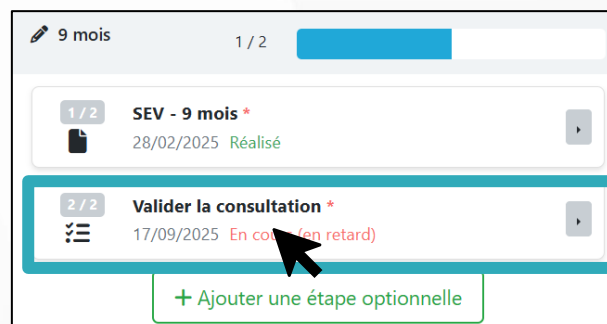 9 mois
1 / 2
1 / 2
SEV - 9 mois *
28/02/2025 Réalisé
2 / 2
Valider la consultation *
17/09/2025 En cours (en retard)
+ Ajouter une étape optionnelle